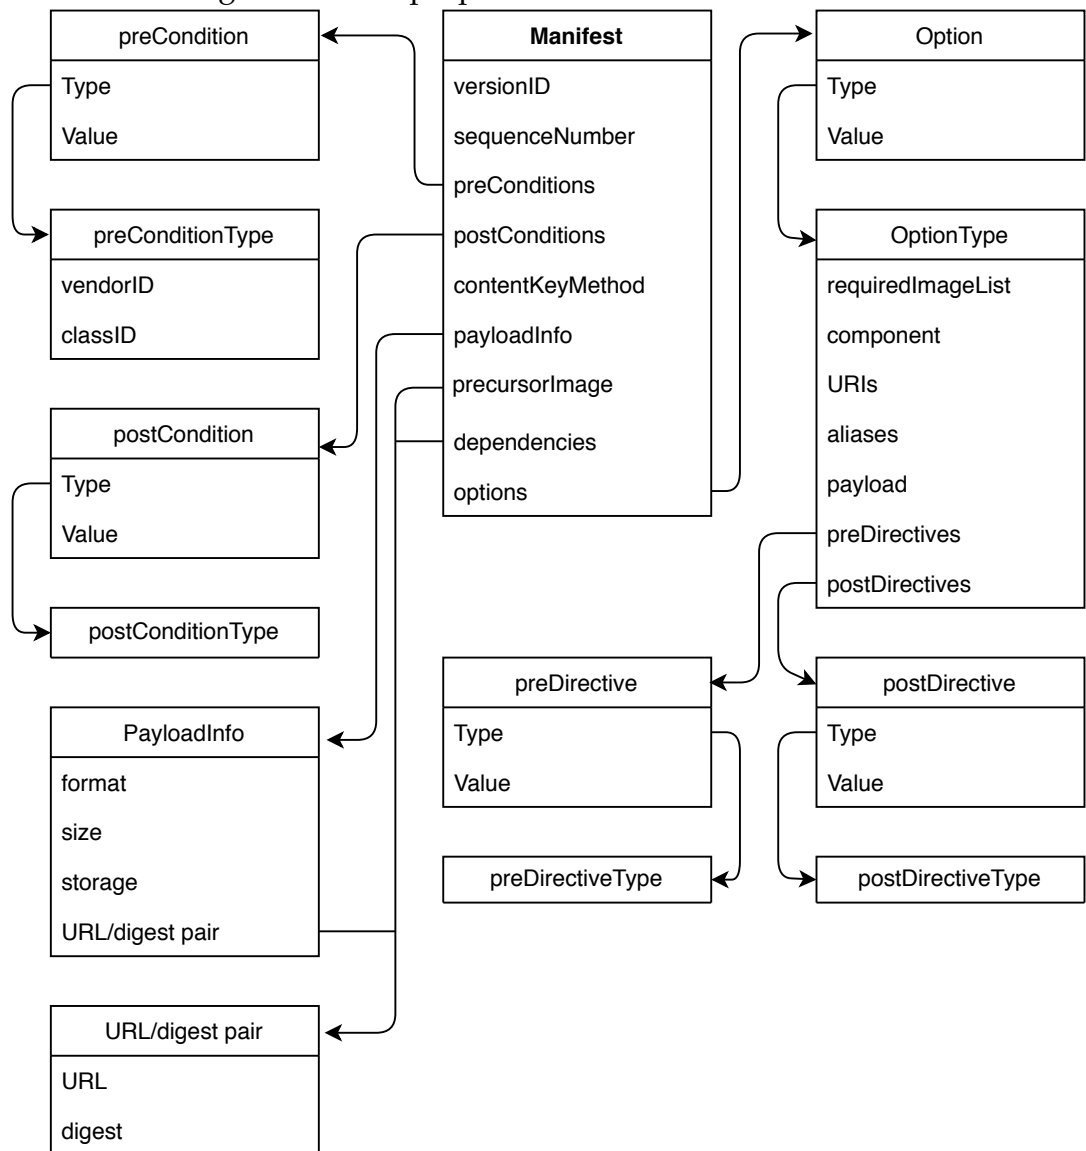 preCondition
Type
Value
preConditionType
vendorID
classID
postCondition
Type
Value
postConditionType
PayloadInfo
format
size
storage
URL/digest pair
URL/digest pair
URL
digest
Manifest
versionID
sequenceNumber
preConditions
postConditions
contentKeyMethod
payloadInfo
precursorImage
dependencies
options
preDirective
Type
Value
preDirectiveType
Option
Type
Value
OptionType
requiredImageList
component
URIs
aliases
payload
preDirectives
postDirectives
postDirective
Type
Value
postDirectiveType